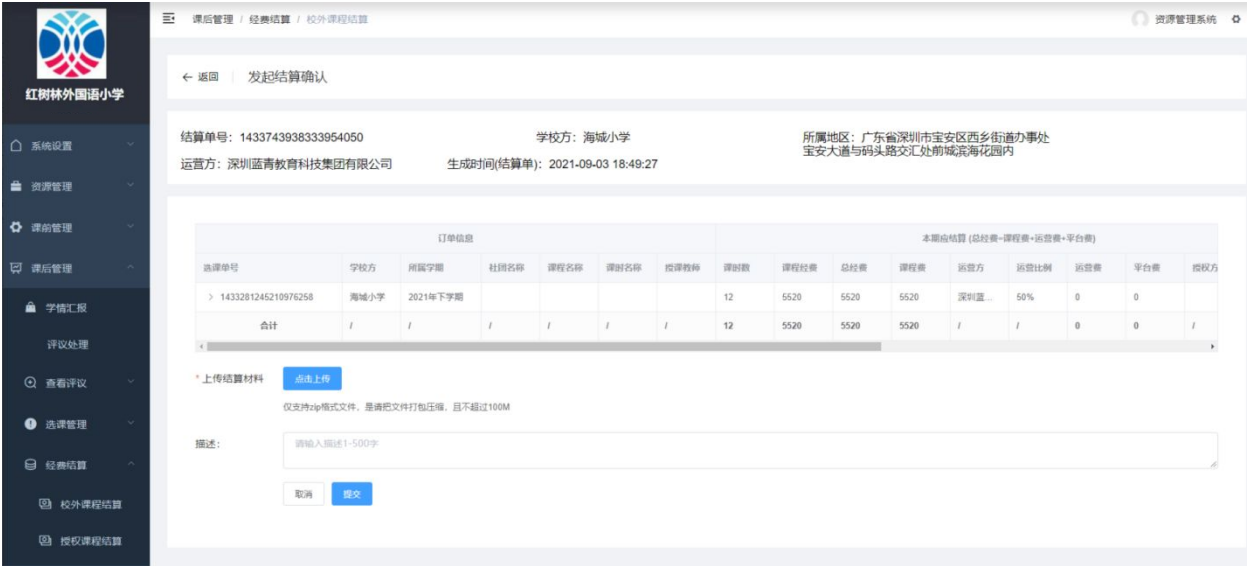 红树林外国语小学
系统设置
资源管理
课前管理
课后管理
学情汇报
评议处理
查看评议
选课管理
经费结算
校外课程结算
授权课程结算
课后管理 / 经费结算 / 校外课程结算
资源管理系统
← 返回 发起结算确认
结算单号：1433743938333954050 学校方：海城小学 所属地区：广东省深圳市宝安区西乡街道办事处
宝安大道与码头路交汇处前城滨海花园内
运营方：深圳蓝青教育科技集团有限公司 生成时间(结算单)：2021-09-03 18:49:27
订单信息 本期应结算 (总经费=课程费+运营费+平台费)
选课单号 学校方 所属学期 社团名称 课程名称 课时名称 授课教师 课时数 课程经费 总经费 课程费 运营方 运营比例 运营费 平台费 授权方
> 1433281245210976258 海城小学 2021年下学期 12 5520 5520 5520 深圳蓝... 50% 0 0
合计 / / / / / / 12 5520 5520 5520 / / 0 0 /
* 上传结算材料 点击上传
仅支持zip格式文件，是请把文件打包压缩，且不超过100M
描述： 请输入描述1-500字
取消 提交